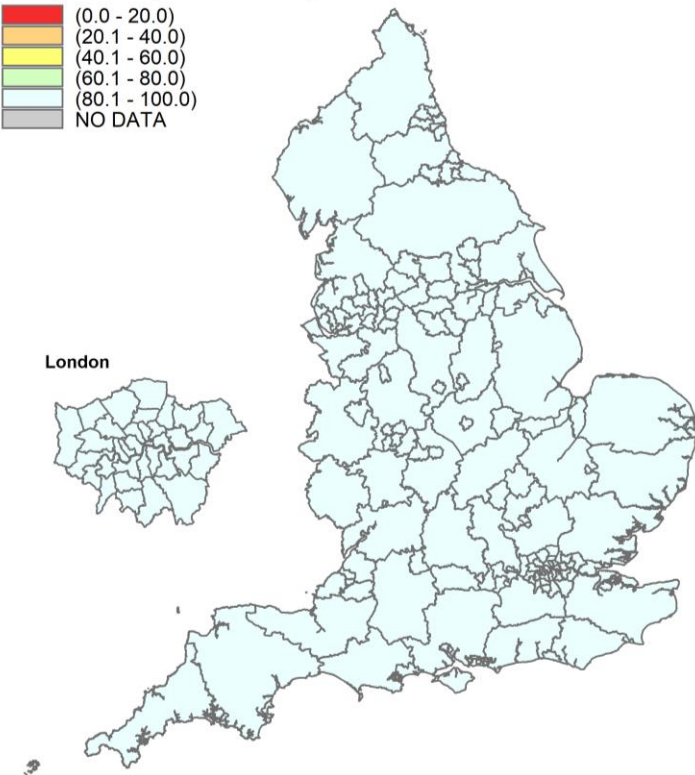 (0.0 - 20.0)
(20.1 - 40.0)
(40.1 - 60.0)
(60.1 - 80.0)
(80.1 - 100.0)
NO DATA
London